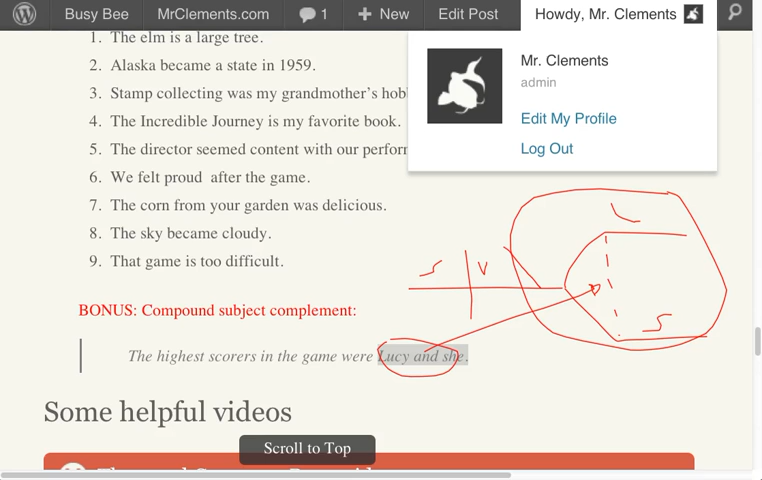 Busy Bee MrClements.com 1 + New Edit Post Howdy, Mr. Clements
Mr. Clements
admin
Edit My Profile
Log Out
1. The elm is a large tree.
2. Alaska became a state in 1959.
3. Stamp collecting was my grandmother's
4. The Incredible Journey is my favorite book.
5. The director seemed content with our
6. We felt proud after the game.
7. The corn from your garden was delicious.
8. The sky became cloudy.
9. That game is too difficult.
S V
L
S
BONUS: Compound subject complement:
The highest scorers in the game were Lucy and she.
Some helpful videos
Scroll to Top